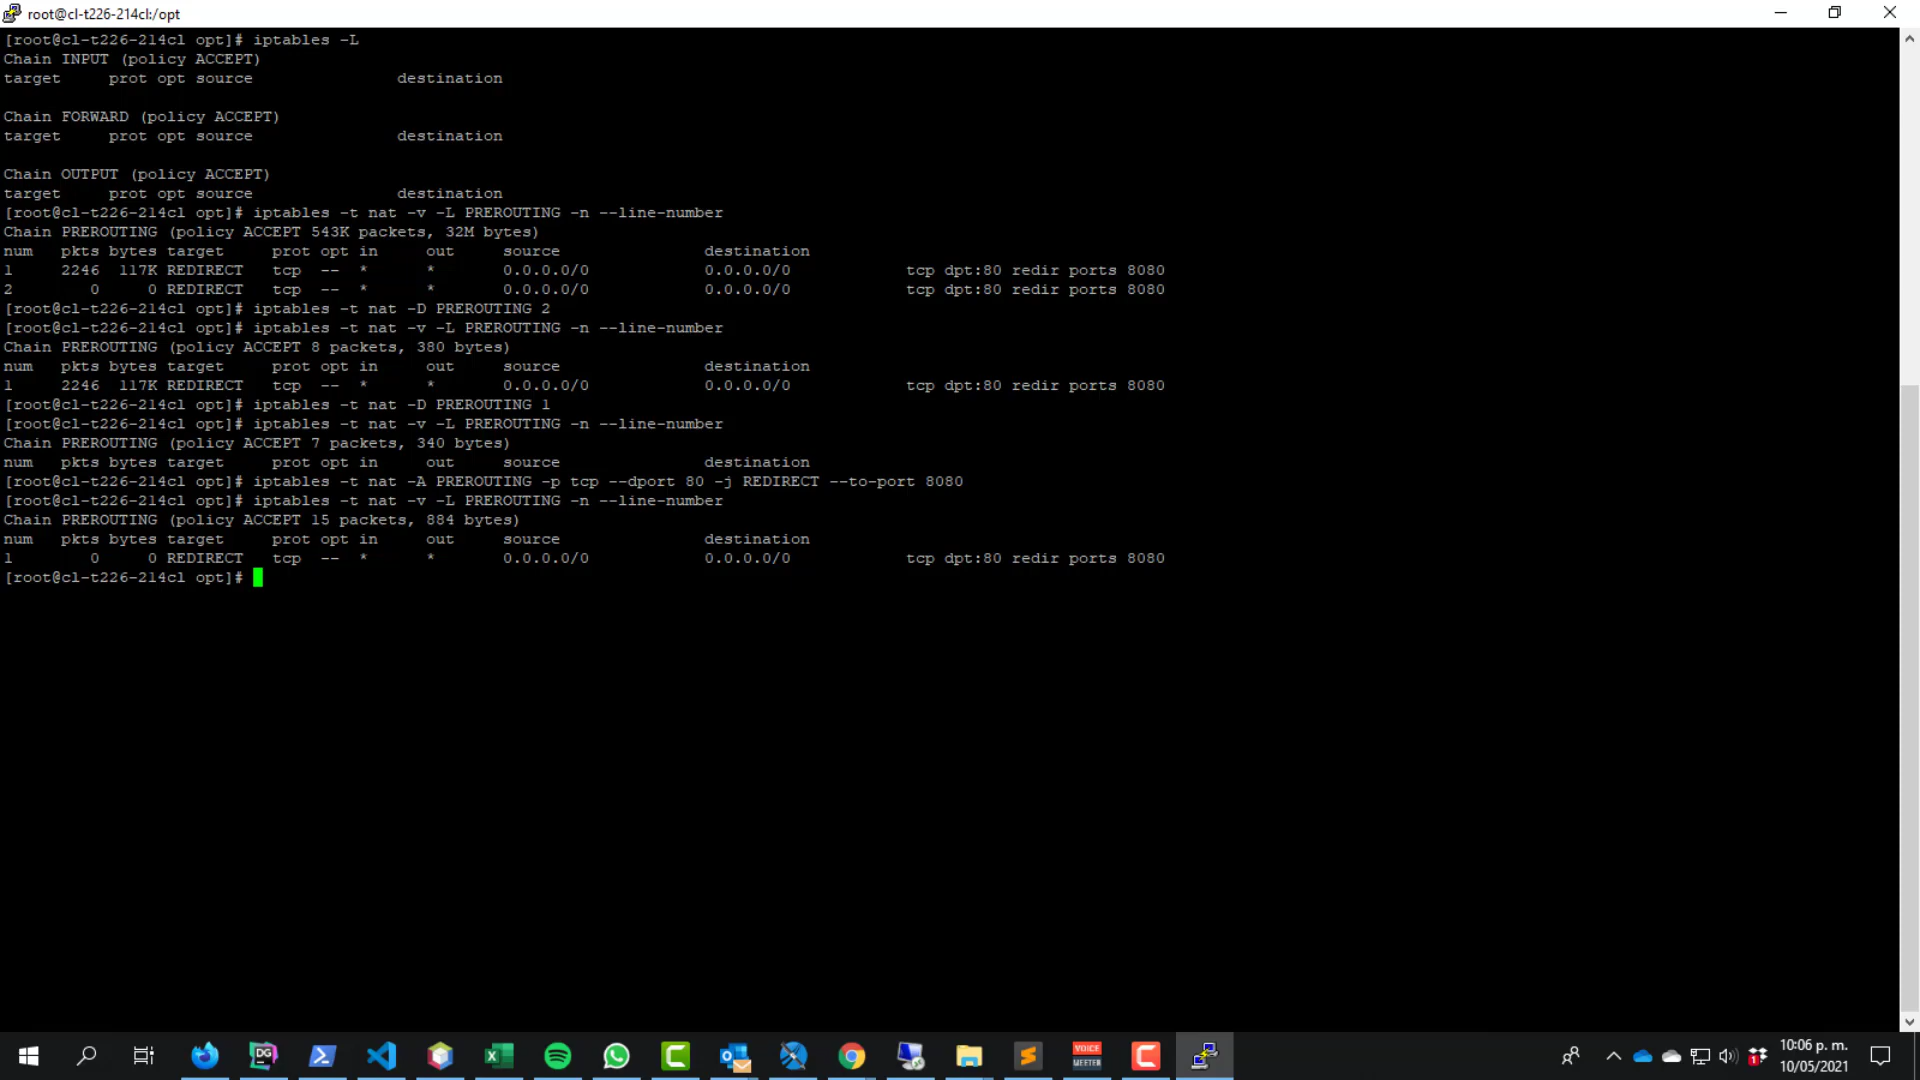 root@cl-t226-214cl:/opt
[root@cl-t226-214cl opt]# iptables -L
Chain INPUT (policy ACCEPT)
target     prot opt source               destination
Chain FORWARD (policy ACCEPT)
target     prot opt source               destination
Chain OUTPUT (policy ACCEPT)
target     prot opt source               destination
[root@cl-t226-214cl opt]# iptables -t nat -v -L PREROUTING -n --line-number
Chain PREROUTING (policy ACCEPT 543K packets, 32M bytes)
num   pkts bytes target     prot opt in     out     source               destination
1     2246  117K REDIRECT   tcp  --  *      *       0.0.0.0/0            0.0.0.0/0            tcp dpt:80 redir ports 8080
2        0     0 REDIRECT   tcp  --  *      *       0.0.0.0/0            0.0.0.0/0            tcp dpt:80 redir ports 8080
[root@cl-t226-214cl opt]# iptables -t nat -D PREROUTING 2
[root@cl-t226-214cl opt]# iptables -t nat -v -L PREROUTING -n --line-number
Chain PREROUTING (policy ACCEPT 8 packets, 380 bytes)
num   pkts bytes target     prot opt in     out     source               destination
1     2246  117K REDIRECT   tcp  --  *      *       0.0.0.0/0            0.0.0.0/0            tcp dpt:80 redir ports 8080
[root@cl-t226-214cl opt]# iptables -t nat -D PREROUTING 1
[root@cl-t226-214cl opt]# iptables -t nat -v -L PREROUTING -n --line-number
Chain PREROUTING (policy ACCEPT 7 packets, 340 bytes)
num   pkts bytes target     prot opt in     out     source               destination
[root@cl-t226-214cl opt]# iptables -t nat -A PREROUTING -p tcp --dport 80 -j REDIRECT --to-port 8080
[root@cl-t226-214cl opt]# iptables -t nat -v -L PREROUTING -n --line-number
Chain PREROUTING (policy ACCEPT 15 packets, 884 bytes)
num   pkts bytes target     prot opt in     out     source               destination
1        0     0 REDIRECT   tcp  --  *      *       0.0.0.0/0            0.0.0.0/0            tcp dpt:80 redir ports 8080
[root@cl-t226-214cl opt]#
DG
VOICE
MEETER
1
10:06 p. m.
10/05/2021